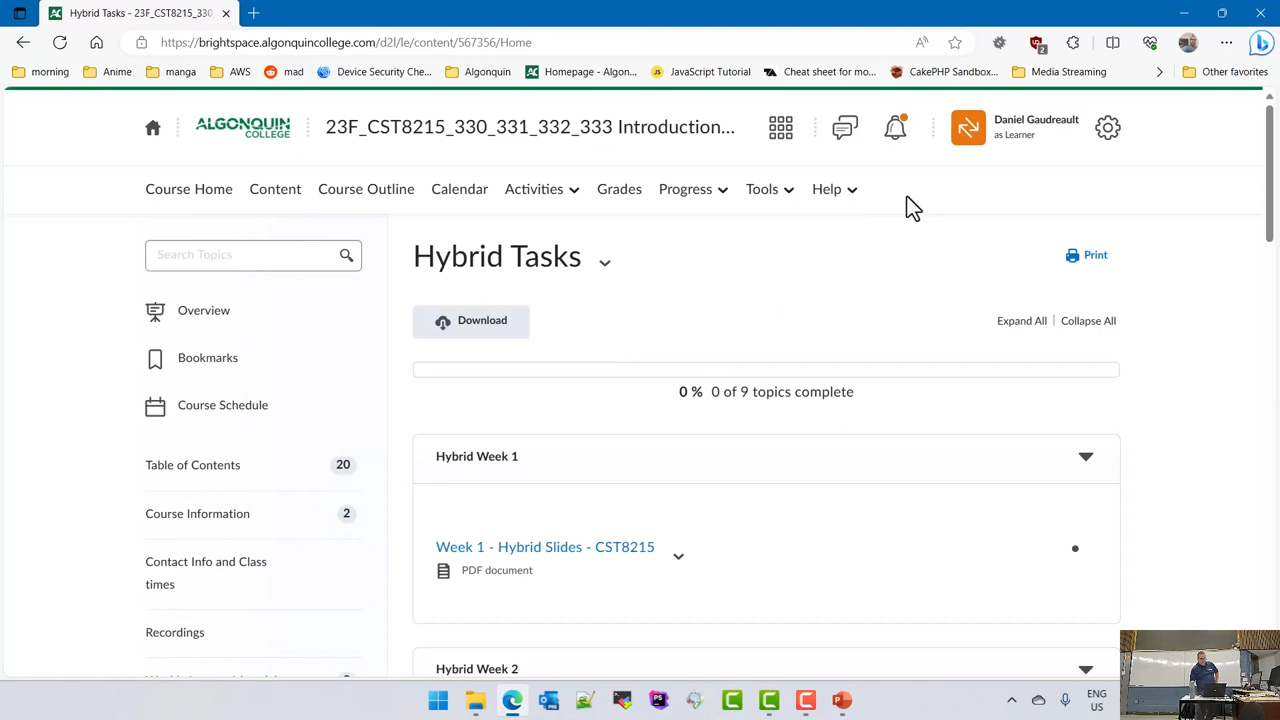 Hybrid Tasks - 23F_CST8215_330
https://brightspace.algonquincollege.com/d2l/le/content/567356/Home
2
morning
Anime
manga
AWS
mad
Device Security Che...
Algonquin
Homepage - Algon...
JavaScript Tutorial
Cheat sheet for mo...
CakePHP Sandbox...
Media Streaming
Other favorites
ALGONQUIN
COLLEGE
23F_CST8215_330_331_332_333 Introduction...
Daniel Gaudreault
as Learner
Course Home
Content
Course Outline
Calendar
Activities
Grades
Progress
Tools
Help
Search Topics
Hybrid Tasks
Print
Overview
Download
Expand All | Collapse All
Bookmarks
0 % 0 of 9 topics complete
Course Schedule
Table of Contents 20
Hybrid Week 1
Course Information 2
Week 1 - Hybrid Slides - CST8215
PDF document
Contact Info and Class
times
Recordings
Hybrid Week 2
ENG
US